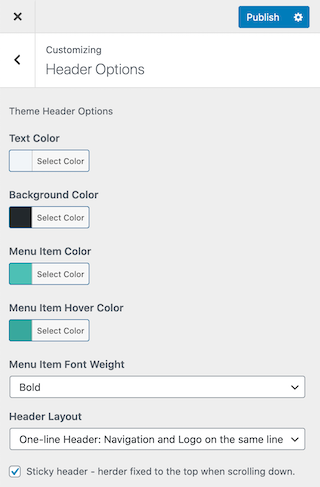 Publish
Customizing
Header Options
Theme Header Options
Text Color
Select Color
Background Color
Select Color
Menu Item Color
Select Color
Menu Item Hover Color
Select Color
Menu Item Font Weight
Bold
Header Layout
One-line Header: Navigation and Logo on the same line
Sticky header - herder fixed to the top when scrolling down.